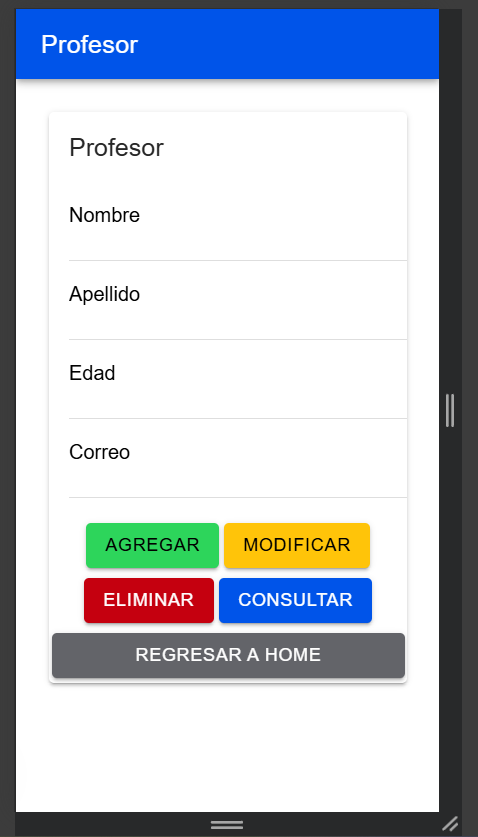 Profesor
Profesor
Nombre
Apellido
Edad
Correo
AGREGAR MODIFICAR
ELIMINAR CONSULTAR
REGRESAR A HOME